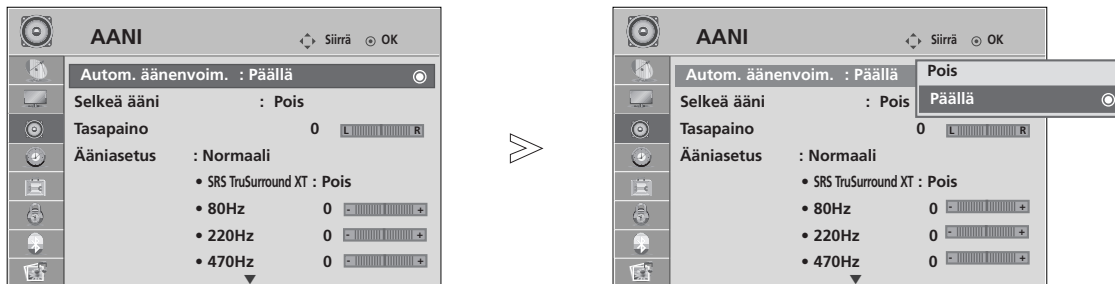 AANI Siirrä OK
Autom. äänenvoim. : Päällä
Selkeä ääni : Pois
Tasapaino 0 L R
Ääniasetus : Normaali
• SRS TruSurround XT : Pois
• 80Hz 0 - +
• 220Hz 0 - +
• 470Hz 0 - +
AANI Siirrä OK
Autom. äänenvoim. : Päällä
Pois
Päällä
Selkeä ääni : Pois
Tasapaino 0 L R
Ääniasetus : Normaali
• SRS TruSurround XT : Pois
• 80Hz 0 - +
• 220Hz 0 - +
• 470Hz 0 - +